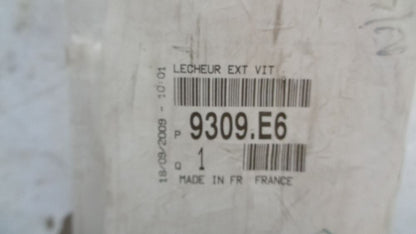 LECHEUR EXT VIT
P 9309.E6
Q 1
MADE IN FR FRANCE
18/09/2009 - 10:01